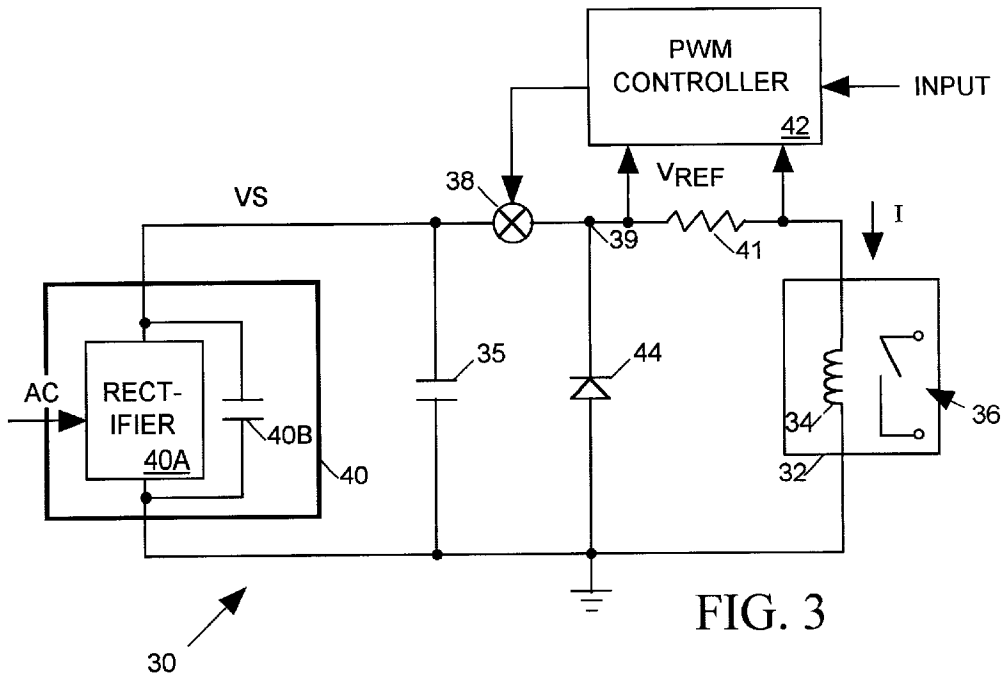 PWM
CONTROLLER
42
INPUT
VREF
38
VS
39
41
I
35
44
AC
RECT-
IFIER
40A
40B
40
34
36
32
FIG. 3
30